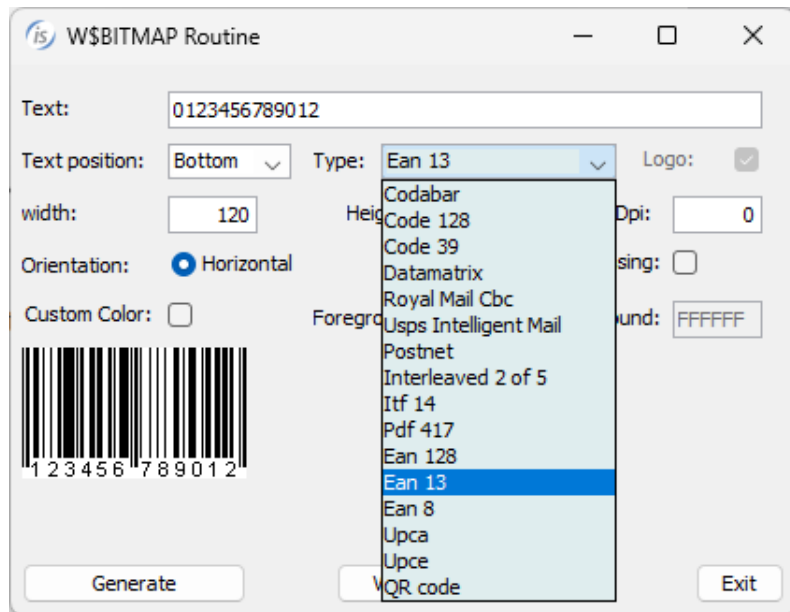 W$BITMAP Routine
Text: 0123456789012
Text position: Bottom Type: Ean 13 Logo:
width: 120 Dpi: 0
Orientation: Horizontal
Custom Color: FFFFFF
Codabar
Code 128
Code 39
Datamatrix
Royal Mail Cbc
Usps Intelligent Mail
Postnet
Interleaved 2 of 5
Itf 14
Pdf 417
Ean 128
Ean 13
Ean 8
Upca
Upce
QR code
123456 789012
Generate Exit